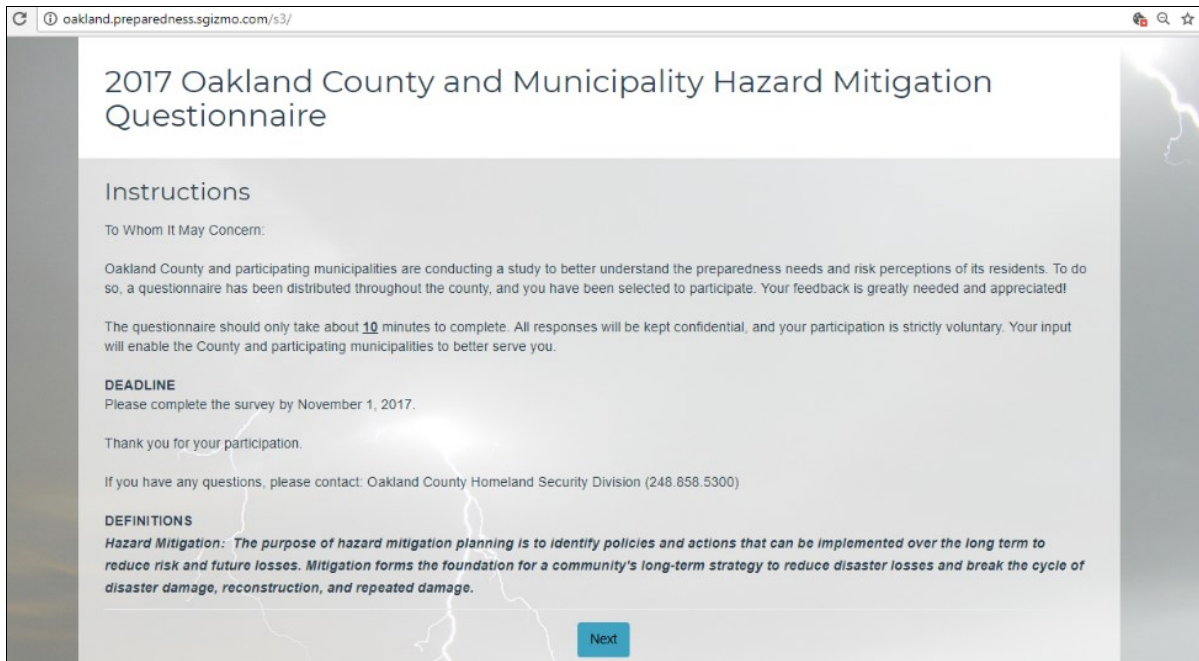 oakland.preparedness.sgizmo.com/s3/
2017 Oakland County and Municipality Hazard Mitigation
Questionnaire
Instructions
To Whom It May Concern:
Oakland County and participating municipalities are conducting a study to better understand the preparedness needs and risk perceptions of its residents. To do
so, a questionnaire has been distributed throughout the county, and you have been selected to participate. Your feedback is greatly needed and appreciated!
The questionnaire should only take about 10 minutes to complete. All responses will be kept confidential, and your participation is strictly voluntary. Your input
will enable the County and participating municipalities to better serve you.
DEADLINE
Please complete the survey by November 1, 2017.
Thank you for your participation.
If you have any questions, please contact: Oakland County Homeland Security Division (248.858.5300)
DEFINITIONS
Hazard Mitigation: The purpose of hazard mitigation planning is to identify policies and actions that can be implemented over the long term to
reduce risk and future losses. Mitigation forms the foundation for a community's long-term strategy to reduce disaster losses and break the cycle of
disaster damage, reconstruction, and repeated damage.
Next